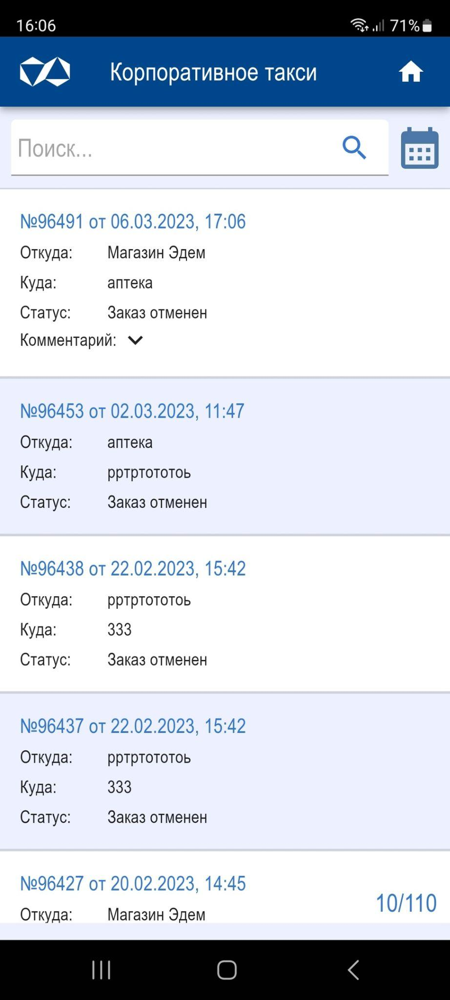 16:06
71%
Корпоративное такси
Поиск...
№96491 от 06.03.2023, 17:06
Откуда: Магазин Эдем
Куда: аптека
Статус: Заказ отменен
Комментарий:
№96453 от 02.03.2023, 11:47
Откуда: аптека
Куда: рртртототоь
Статус: Заказ отменен
№96438 от 22.02.2023, 15:42
Откуда: рртртототоь
Куда: 333
Статус: Заказ отменен
№96437 от 22.02.2023, 15:42
Откуда: рртртототоь
Куда: 333
Статус: Заказ отменен
№96427 от 20.02.2023, 14:45
10/110
Откуда: Магазин Эдем